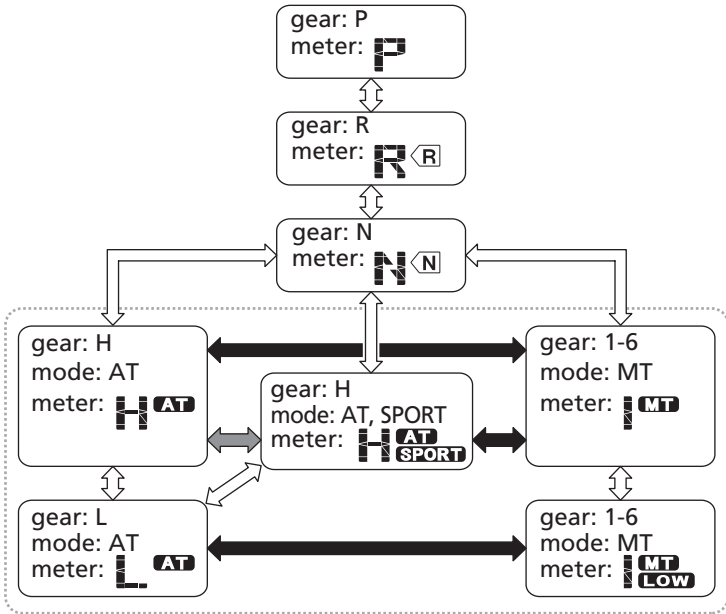 gear: P
meter: P
gear: R
meter: R R
gear: N
meter: N N
gear: H
mode: AT
meter: H AT
gear: H
mode: AT, SPORT
meter: H AT
SPORT
gear: 1-6
mode: MT
meter: 1 MT
gear: L
mode: AT
meter: L AT
gear: 1-6
mode: MT
meter: 1 MT
LOW